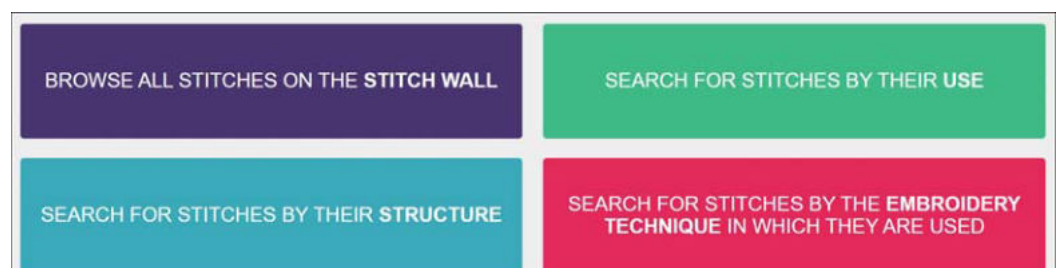 BROWSE ALL STITCHES ON THE STITCH WALL
SEARCH FOR STITCHES BY THEIR USE
SEARCH FOR STITCHES BY THEIR STRUCTURE
SEARCH FOR STITCHES BY THE EMBROIDERY
TECHNIQUE IN WHICH THEY ARE USED